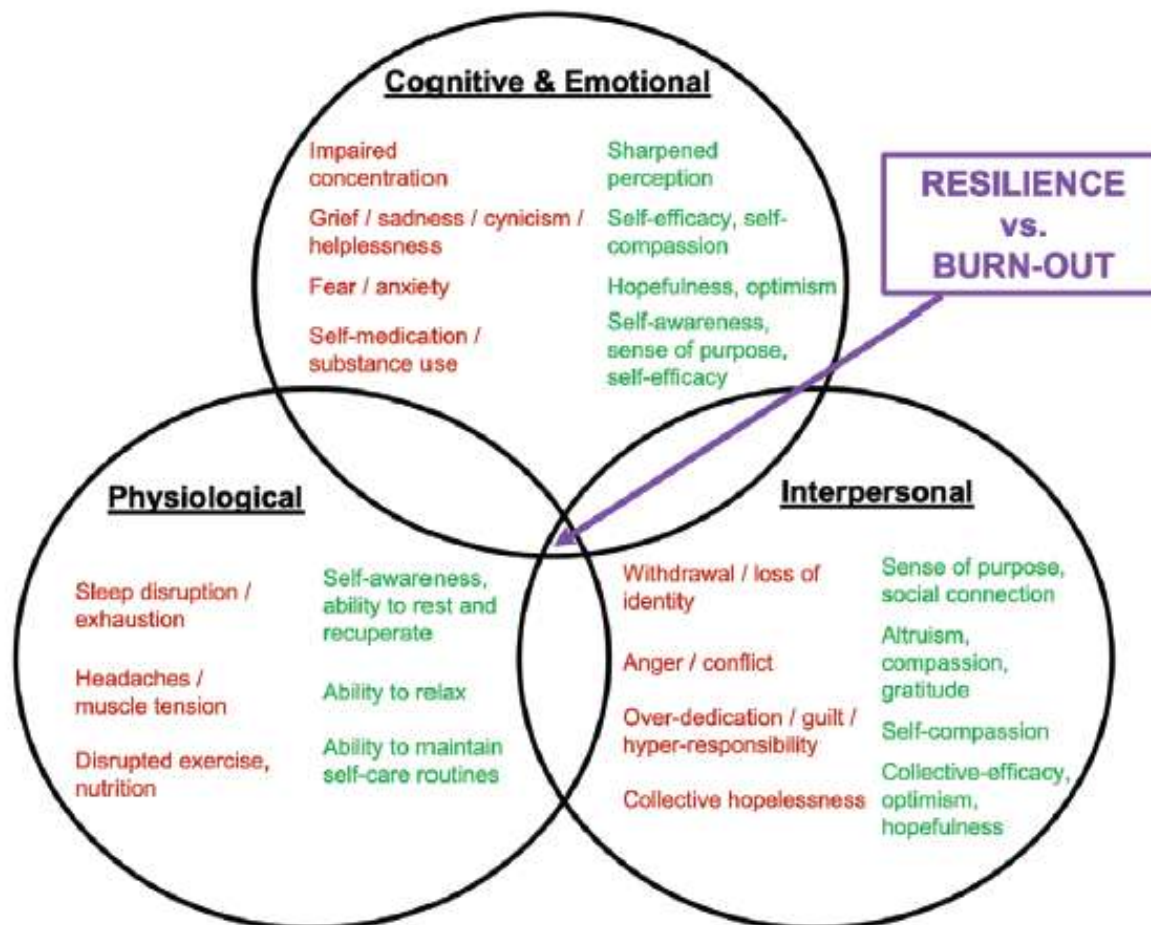 Cognitive & Emotional
Impaired
concentration
Grief / sadness / cynicism /
helplessness
Fear / anxiety
Self-medication /
substance use
Sharpened
perception
Self-efficacy, self-
compassion
Hopefulness, optimism
Self-awareness,
sense of purpose,
self-efficacy
RESILIENCE
vs.
BURN-OUT
Physiological
Sleep disruption /
exhaustion
Headaches /
muscle tension
Disrupted exercise,
nutrition
Self-awareness,
ability to rest and
recuperate
Ability to relax
Ability to maintain
self-care routines
Interpersonal
Withdrawal / loss of
identity
Anger / conflict
Over-dedication / guilt /
hyper-responsibility
Collective hopelessness
Sense of purpose,
social connection
Altruism,
compassion,
gratitude
Self-compassion
Collective-efficacy,
optimism,
hopefulness